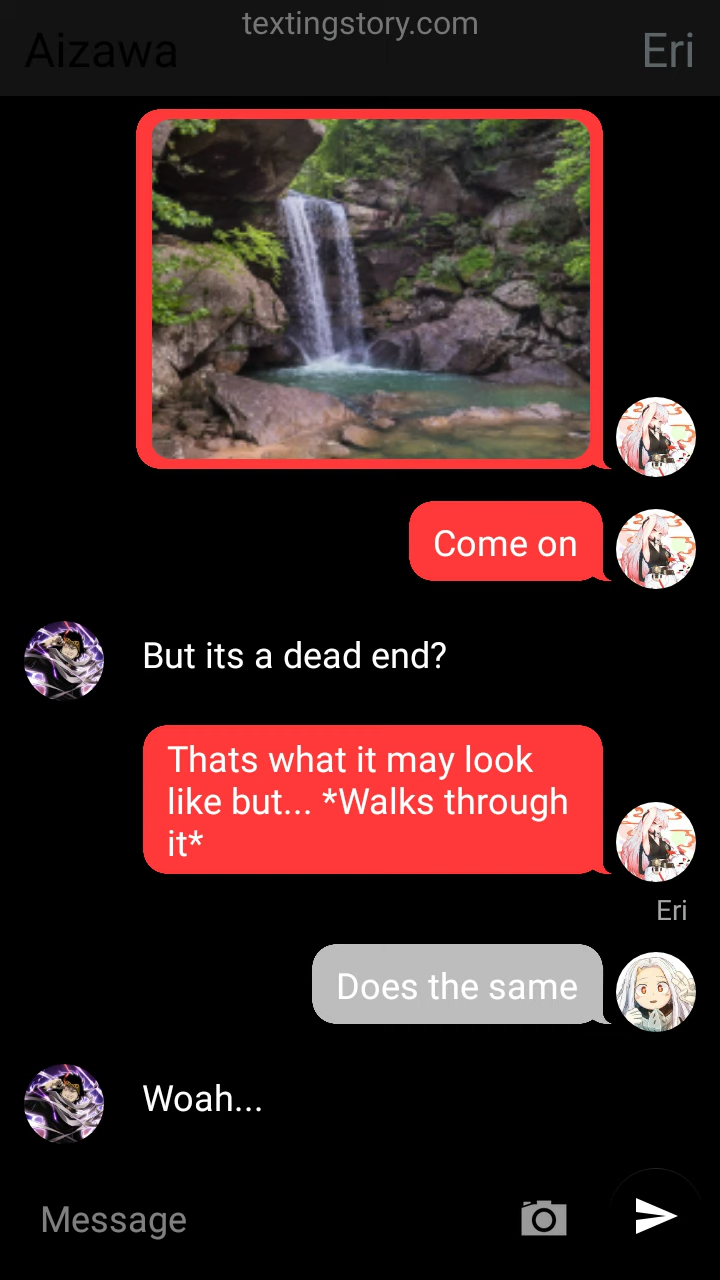 textingstory.com
Aizawa
Eri
Come on
But its a dead end?
Thats what it may look
like but... *Walks through
it*
Eri
Does the same
Woah...
Message